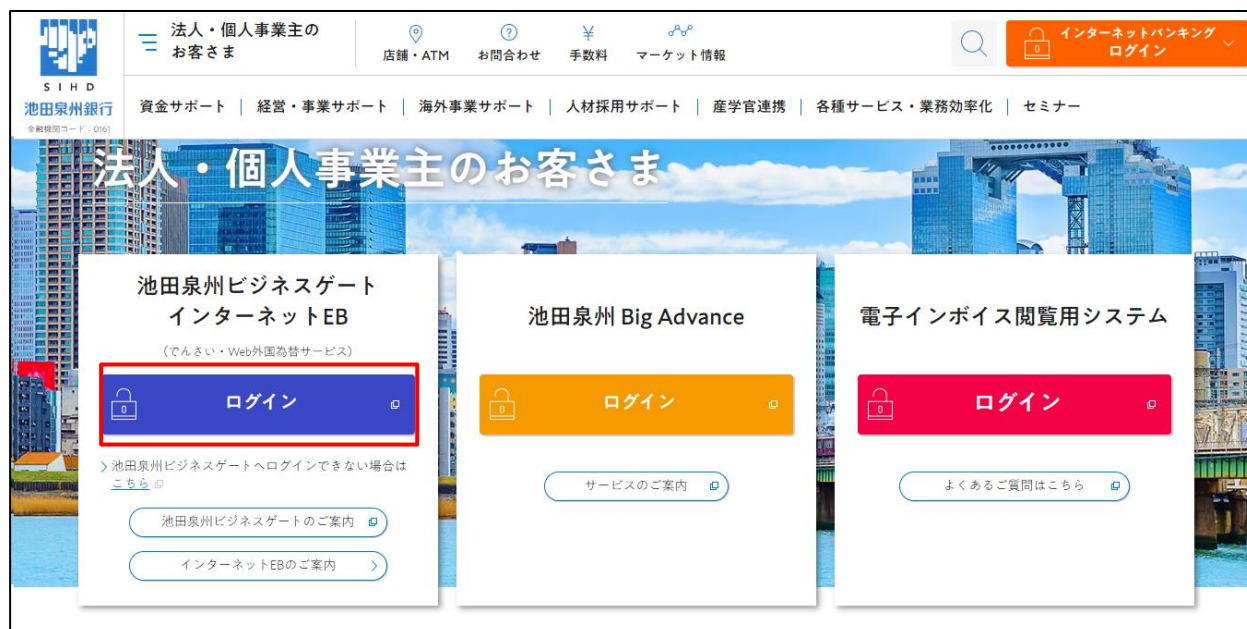 SIHD
池田泉州銀行
金融機関コード：0161
法人・個人事業主の
お客さま
店舗・ATM
お問合わせ
手数料
マーケット情報
インターネットバンキング
ログイン
資金サポート | 経営・事業サポート | 海外事業サポート | 人材採用サポート | 産学官連携 | 各種サービス・業務効率化 | セミナー
法人・個人事業主のお客さま
池田泉州ビジネスゲート
インターネットEB
（でんさい・Web外国為替サービス）
ログイン
池田泉州ビジネスゲートへログインできない場合は
こちら
池田泉州ビジネスゲートのご案内
インターネットEBのご案内
池田泉州 Big Advance
ログイン
サービスのご案内
電子インボイス閲覧用システム
ログイン
よくあるご質問はこちら